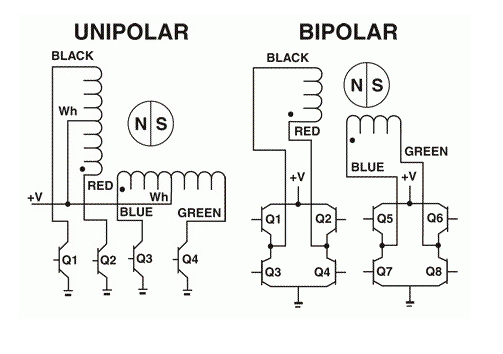 UNIPOLAR
BLACK
Wh
N S
RED
Wh
+V
BLUE
GREEN
Q1
Q2
Q3
Q4
BIPOLAR
BLACK
N S
RED
GREEN
BLUE
+V
+V
Q1
Q2
Q5
Q6
Q3
Q4
Q7
Q8